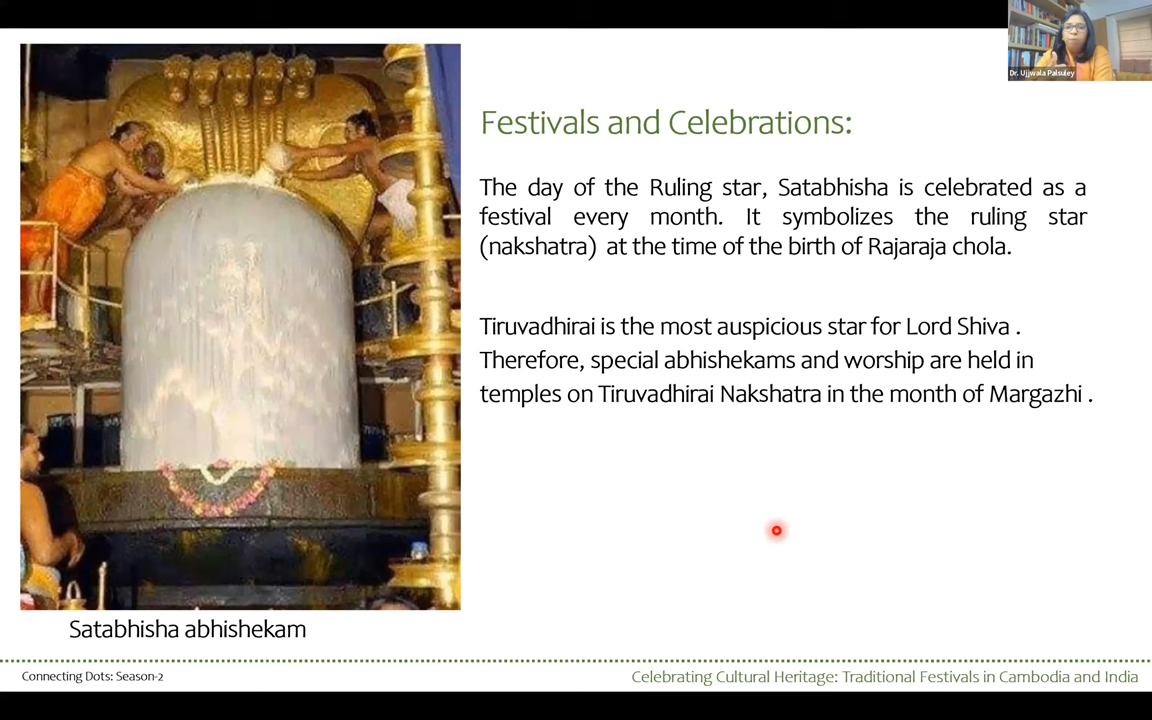 Dr. Ujjwala Palsuley
Festivals and Celebrations:
The day of the Ruling star, Satabhisha is celebrated as a
festival every month. It symbolizes the ruling star
(nakshatra) at the time of the birth of Rajaraja chola.
Tiruvadhirai is the most auspicious star for Lord Shiva .
Therefore, special abhishekams and worship are held in
temples on Tiruvadhirai Nakshatra in the month of Margazhi .
Satabhisha abhishekam
Connecting Dots: Season-2
Celebrating Cultural Heritage: Traditional Festivals in Cambodia and India